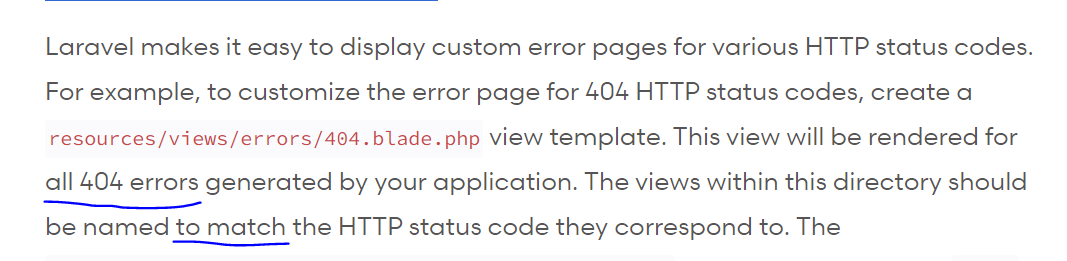 Laravel makes it easy to display custom error pages for various HTTP status codes.
For example, to customize the error page for 404 HTTP status codes, create a
resources/views/errors/404.blade.php view template. This view will be rendered for
all 404 errors generated by your application. The views within this directory should
be named to match the HTTP status code they correspond to. The